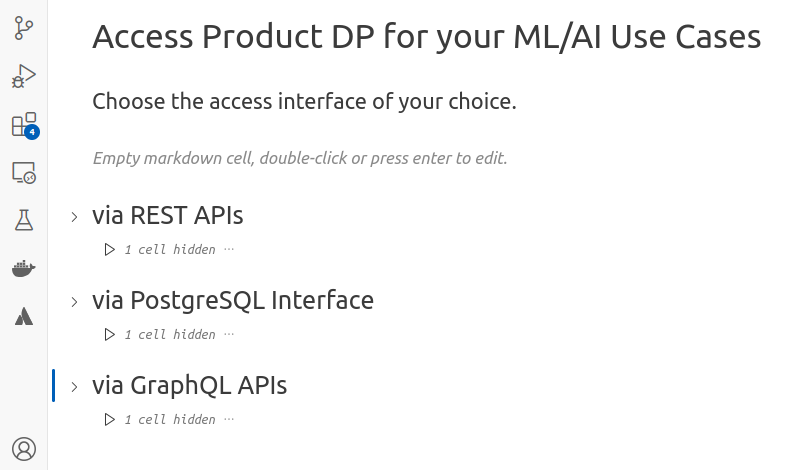 Access Product DP for your ML/AI Use Cases
Choose the access interface of your choice.
Empty markdown cell, double-click or press enter to edit.
via REST APIs
1 cell hidden ···
via PostgreSQL Interface
1 cell hidden ···
via GraphQL APIs
1 cell hidden ···
4